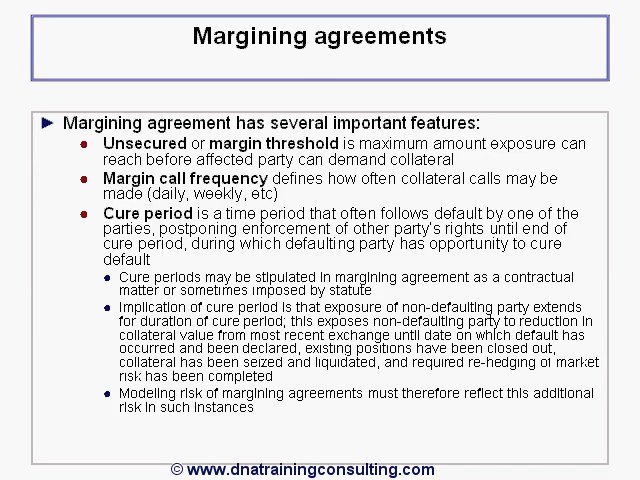 Margining agreements
► Margining agreement has several important features:
● Unsecured or margin threshold is maximum amount exposure can
reach before affected party can demand collateral
● Margin call frequency defines how often collateral calls may be
made (daily, weekly, etc)
● Cure period is a time period that often follows default by one of the
parties, postponing enforcement of other party's rights until end of
cure period, during which defaulting party has opportunity to cure
default
● Cure periods may be stipulated in margining agreement as a contractual
matter or sometimes imposed by statute
● Implication of cure period is that exposure of non-defaulting party extends
for duration of cure period; this exposes non-defaulting party to reduction in
collateral value from most recent exchange until date on which default has
occurred and been declared, existing positions have been closed out,
collateral has been seized and liquidated, and required re-hedging of market
risk has been completed
● Modeling risk of margining agreements must therefore reflect this additional
risk in such instances
© www.dnatrainingconsulting.com